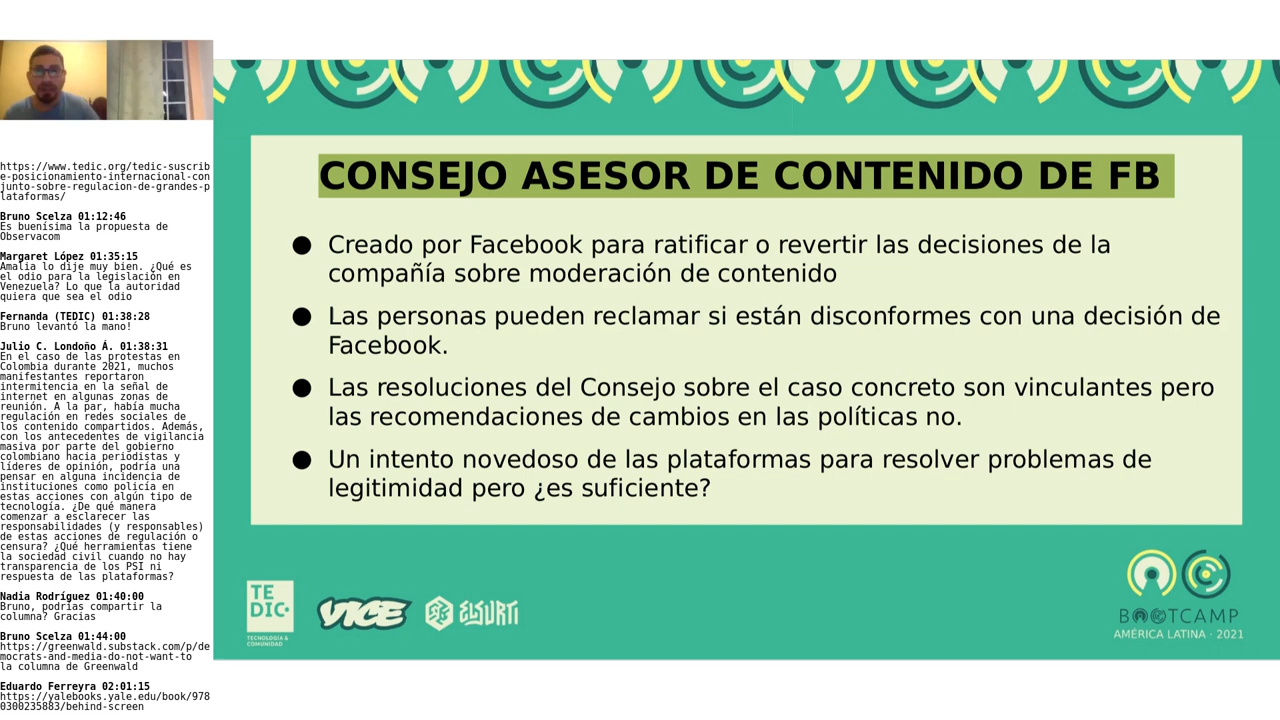 https://www.tedic.org/tedic-suscrib
e-posicionamiento-internacional-con
junto-sobre-regulacion-de-grandes-p
lataformas/
Bruno Scelza 01:12:46
Es buenísima la propuesta de
Observacom
Margaret López 01:35:15
Amalia lo dije muy bien. ¿Qué es
el odio para la legislación en
Venezuela? Lo que la autoridad
quiera que sea el odio
Fernanda (TEDIC) 01:38:28
Bruno levantó la mano!
Julio C. Londoño Á. 01:38:31
En el caso de las protestas en
Colombia durante 2021, muchos
manifestantes reportaron
intermitencia en la señal de
internet en algunas zonas de
reunión. A la par, había mucha
regulación en redes sociales de
los contenido compartidos. Además,
con los antecedentes de vigilancia
masiva por parte del gobierno
colombiano hacia periodistas y
líderes de opinión, podría una
pensar en alguna incidencia de
instituciones como policía en
estas acciones con algún tipo de
tecnología. ¿De qué manera
comenzar a esclarecer las
responsabilidades (y responsables)
de estas acciones de regulación o
censura? ¿Qué herramientas tiene
la sociedad civil cuando no hay
transparencia de los PSI ni
respuesta de las plataformas?
Nadia Rodríguez 01:40:00
Bruno, podrías compartir la
columna? Gracias
Bruno Scelza 01:44:00
https://greenwald.substack.com/p/de
mocrats-and-media-do-not-want-to
la columna de Greenwald
Eduardo Ferreyra 02:01:15
https://yalebooks.yale.edu/book/978
0300235883/behind-screen
CONSEJO ASESOR DE CONTENIDO DE FB
● Creado por Facebook para ratificar o revertir las decisiones de la
compañía sobre moderación de contenido
● Las personas pueden reclamar si están disconformes con una decisión de
Facebook.
● Las resoluciones del Consejo sobre el caso concreto son vinculantes pero
las recomendaciones de cambios en las políticas no.
● Un intento novedoso de las plataformas para resolver problemas de
legitimidad pero ¿es suficiente?
TE
DIC
TECNOLOGÍA &
COMUNIDAD
VICE
ELSURTI
BOOTCAMP
AMÉRICA LATINA · 2021